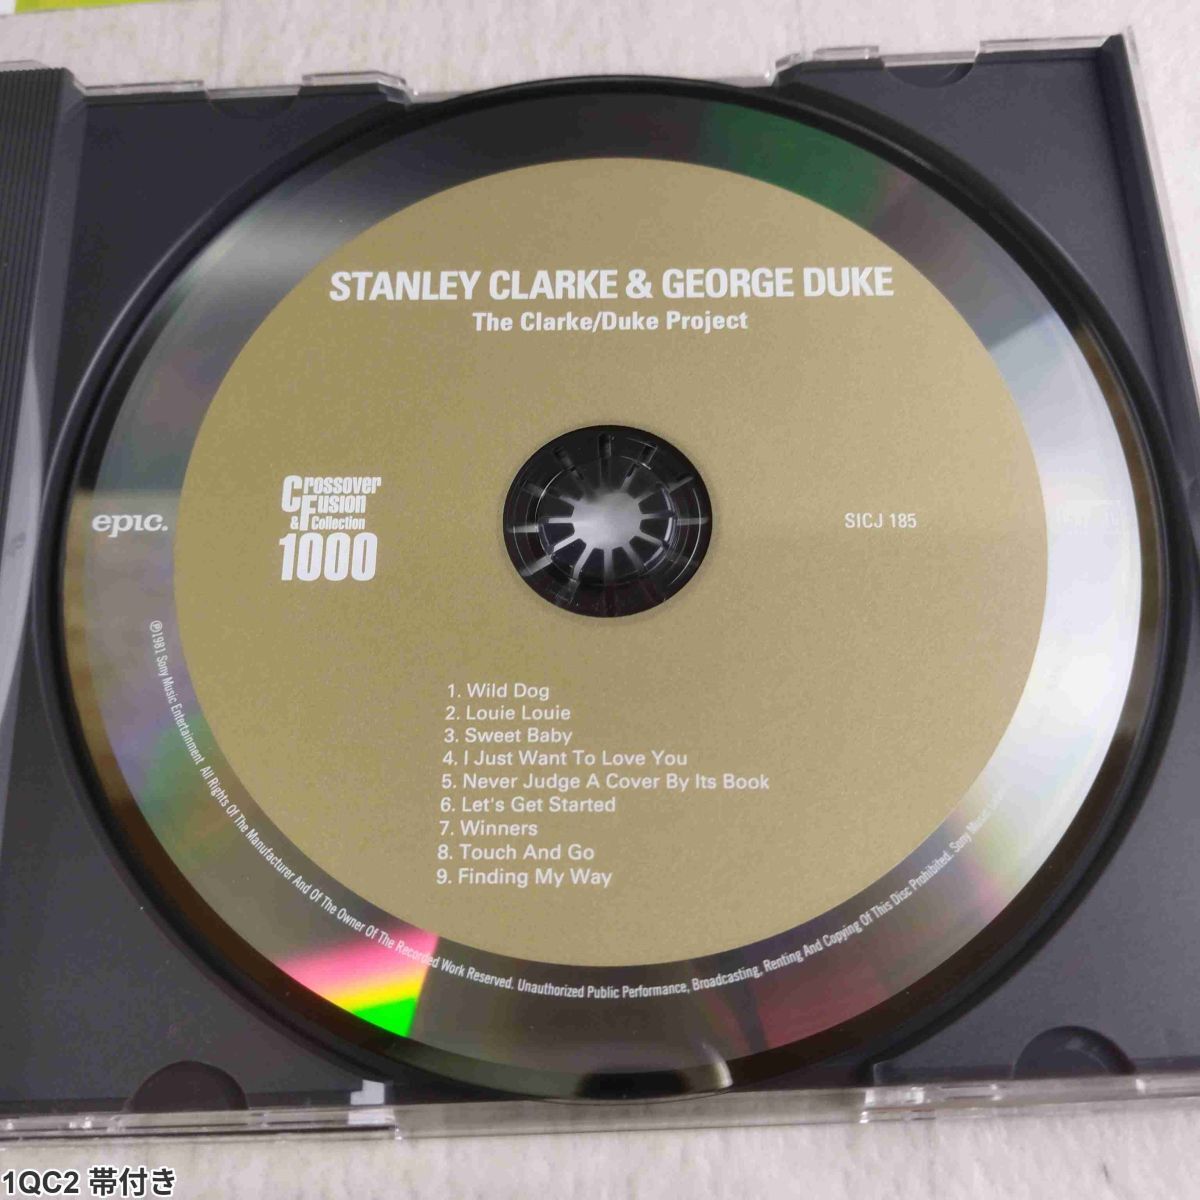 STANLEY CLARKE & GEORGE DUKE
The Clarke/Duke Project
Crossover
Fusion
& Collection
1000
epic.
SICJ 185
1. Wild Dog
2. Louie Louie
3. Sweet Baby
4. I Just Want To Love You
5. Never Judge A Cover By Its Book
6. Let's Get Started
7. Winners
8. Touch And Go
9. Finding My Way
℗1981 Sony Music Entertainment All Rights Of The Manufacturer And Of The Owner Of The Recorded Work Reserved. Unauthorized Public Performance, Broadcasting, Renting And Copying Of This Disc Prohibited. Sony Music
1QC2 帯付き